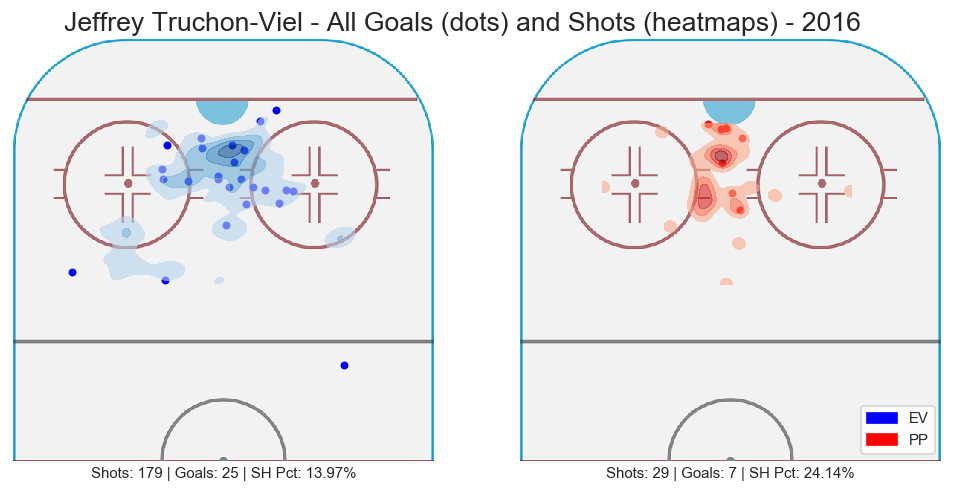 Jeffrey Truchon-Viel - All Goals (dots) and Shots (heatmaps) - 2016
EV
PP
Shots: 179 | Goals: 25 | SH Pct: 13.97%
Shots: 29 | Goals: 7 | SH Pct: 24.14%